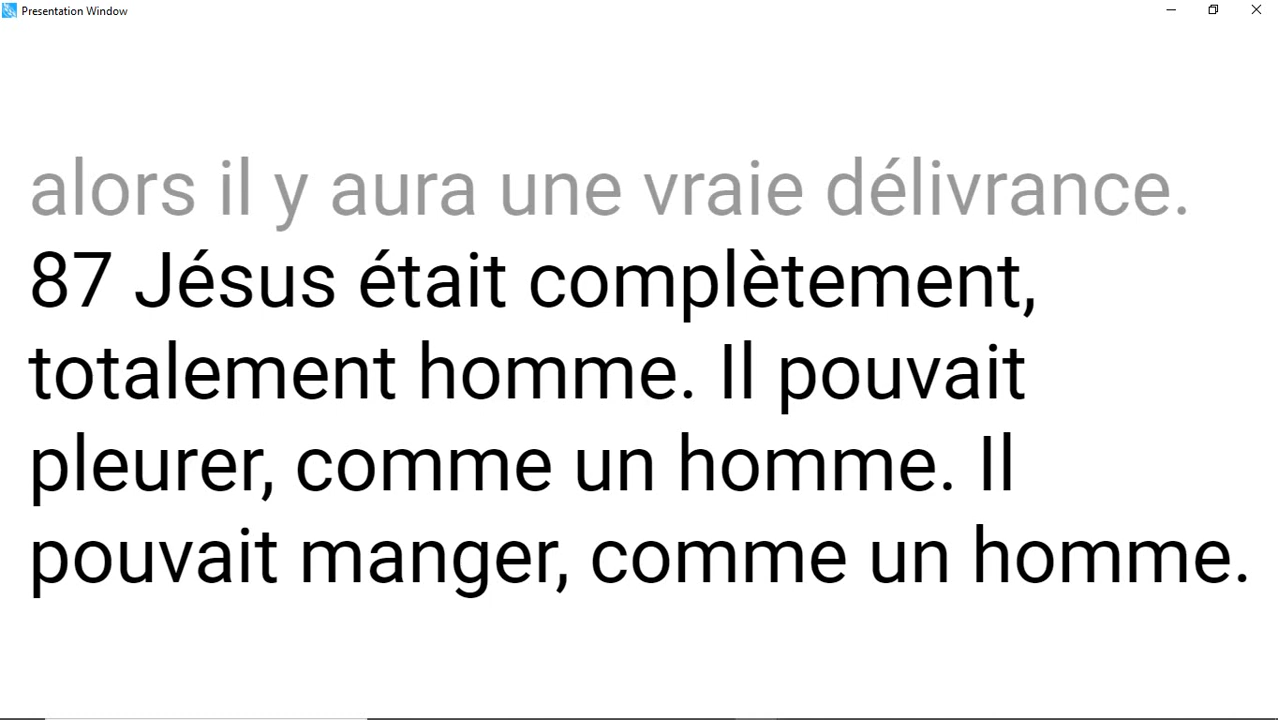 Presentation Window
alors il y aura une vraie délivrance.
87 Jésus était complètement,
totalement homme. Il pouvait
pleurer, comme un homme. Il
pouvait manger, comme un homme.